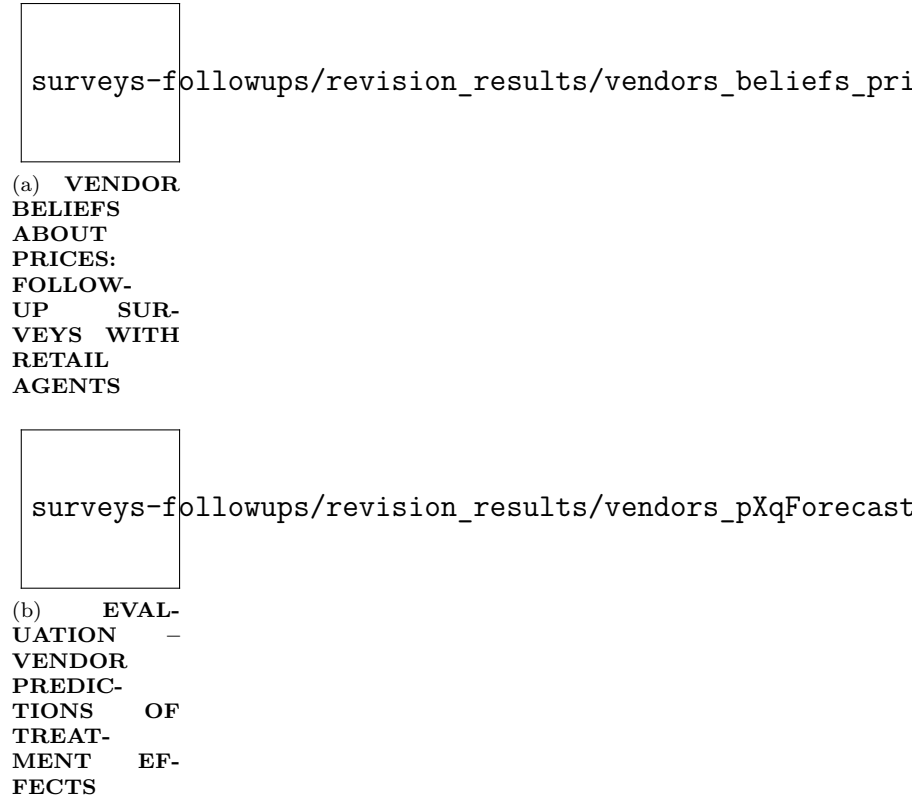 surveys-followups/revision_results/vendors_beliefs_pri
(a) VENDOR
BELIEFS
ABOUT
PRICES:
FOLLOW-
UP SUR-
VEYS WITH
RETAIL
AGENTS
surveys-followups/revision_results/vendors_pXqForecast
(b) EVAL-
UATION –
VENDOR
PREDIC-
TIONS OF
TREAT-
MENT EF-
FECTS